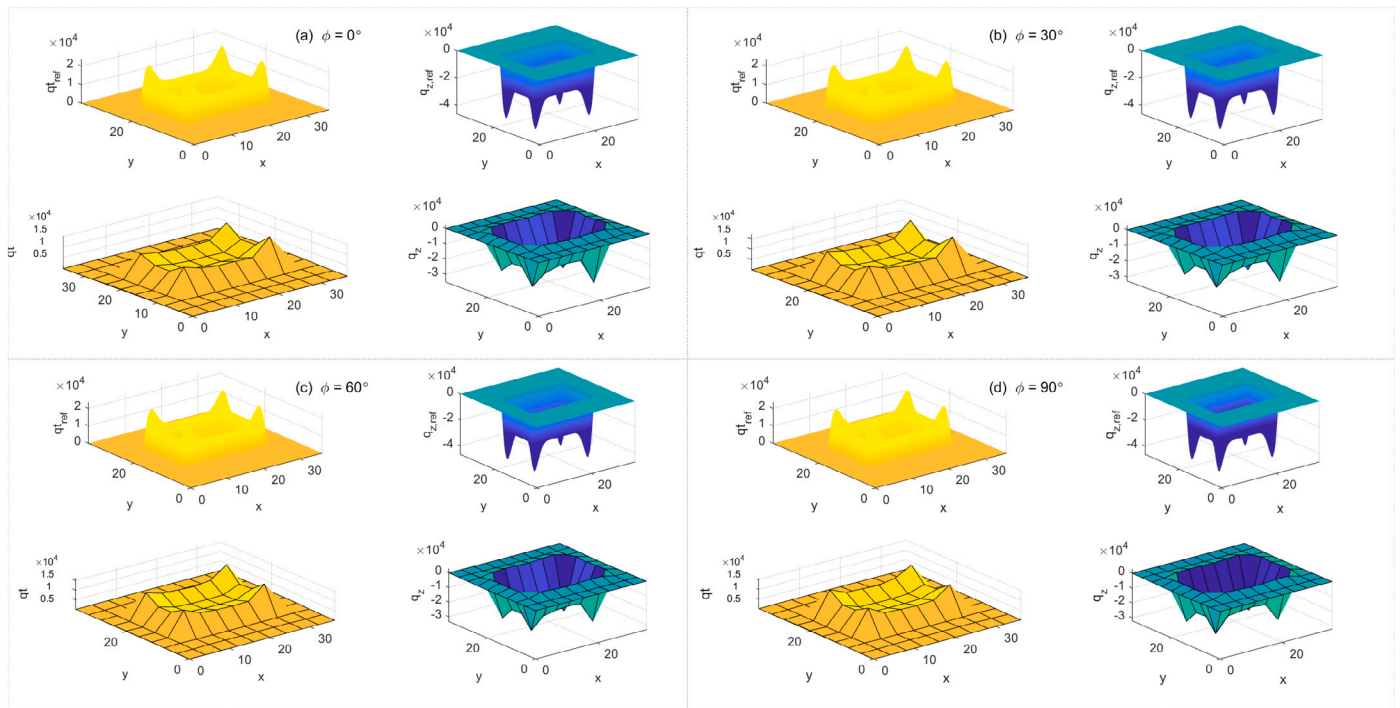 (a) ϕ = 0°
×10⁴
2
1
0
qt_ref
20
0
y
0
10
20
30
x
×10⁴
0
-2
-4
q_z,ref
20
0
y
0
20
x
×10⁴
1.5
1
0.5
qt
30
20
10
0
y
0
10
20
30
x
×10⁴
0
-1
-2
-3
q_z
20
0
y
0
20
x
(b) ϕ = 30°
×10⁴
2
1
0
qt_ref
20
0
y
0
10
20
30
x
×10⁴
0
-2
-4
q_z,ref
20
0
y
0
20
x
×10⁴
1.5
1
0.5
qt
20
0
y
0
10
20
30
x
×10⁴
0
-1
-2
-3
q_z
20
0
y
0
20
x
(c) ϕ = 60°
×10⁴
2
1
0
qt_ref
20
0
y
0
10
20
30
x
×10⁴
0
-2
-4
q_z,ref
20
0
y
0
20
x
×10⁴
1.5
1
0.5
qt
20
0
y
0
10
20
30
x
×10⁴
0
-1
-2
-3
q_z
20
0
y
0
20
x
(d) ϕ = 90°
×10⁴
2
1
0
qt_ref
20
0
y
0
10
20
30
x
×10⁴
0
-2
-4
q_z,ref
20
0
y
0
20
x
×10⁴
1.5
1
0.5
qt
20
0
y
0
10
20
30
x
×10⁴
0
-1
-2
-3
q_z
20
0
y
0
20
x